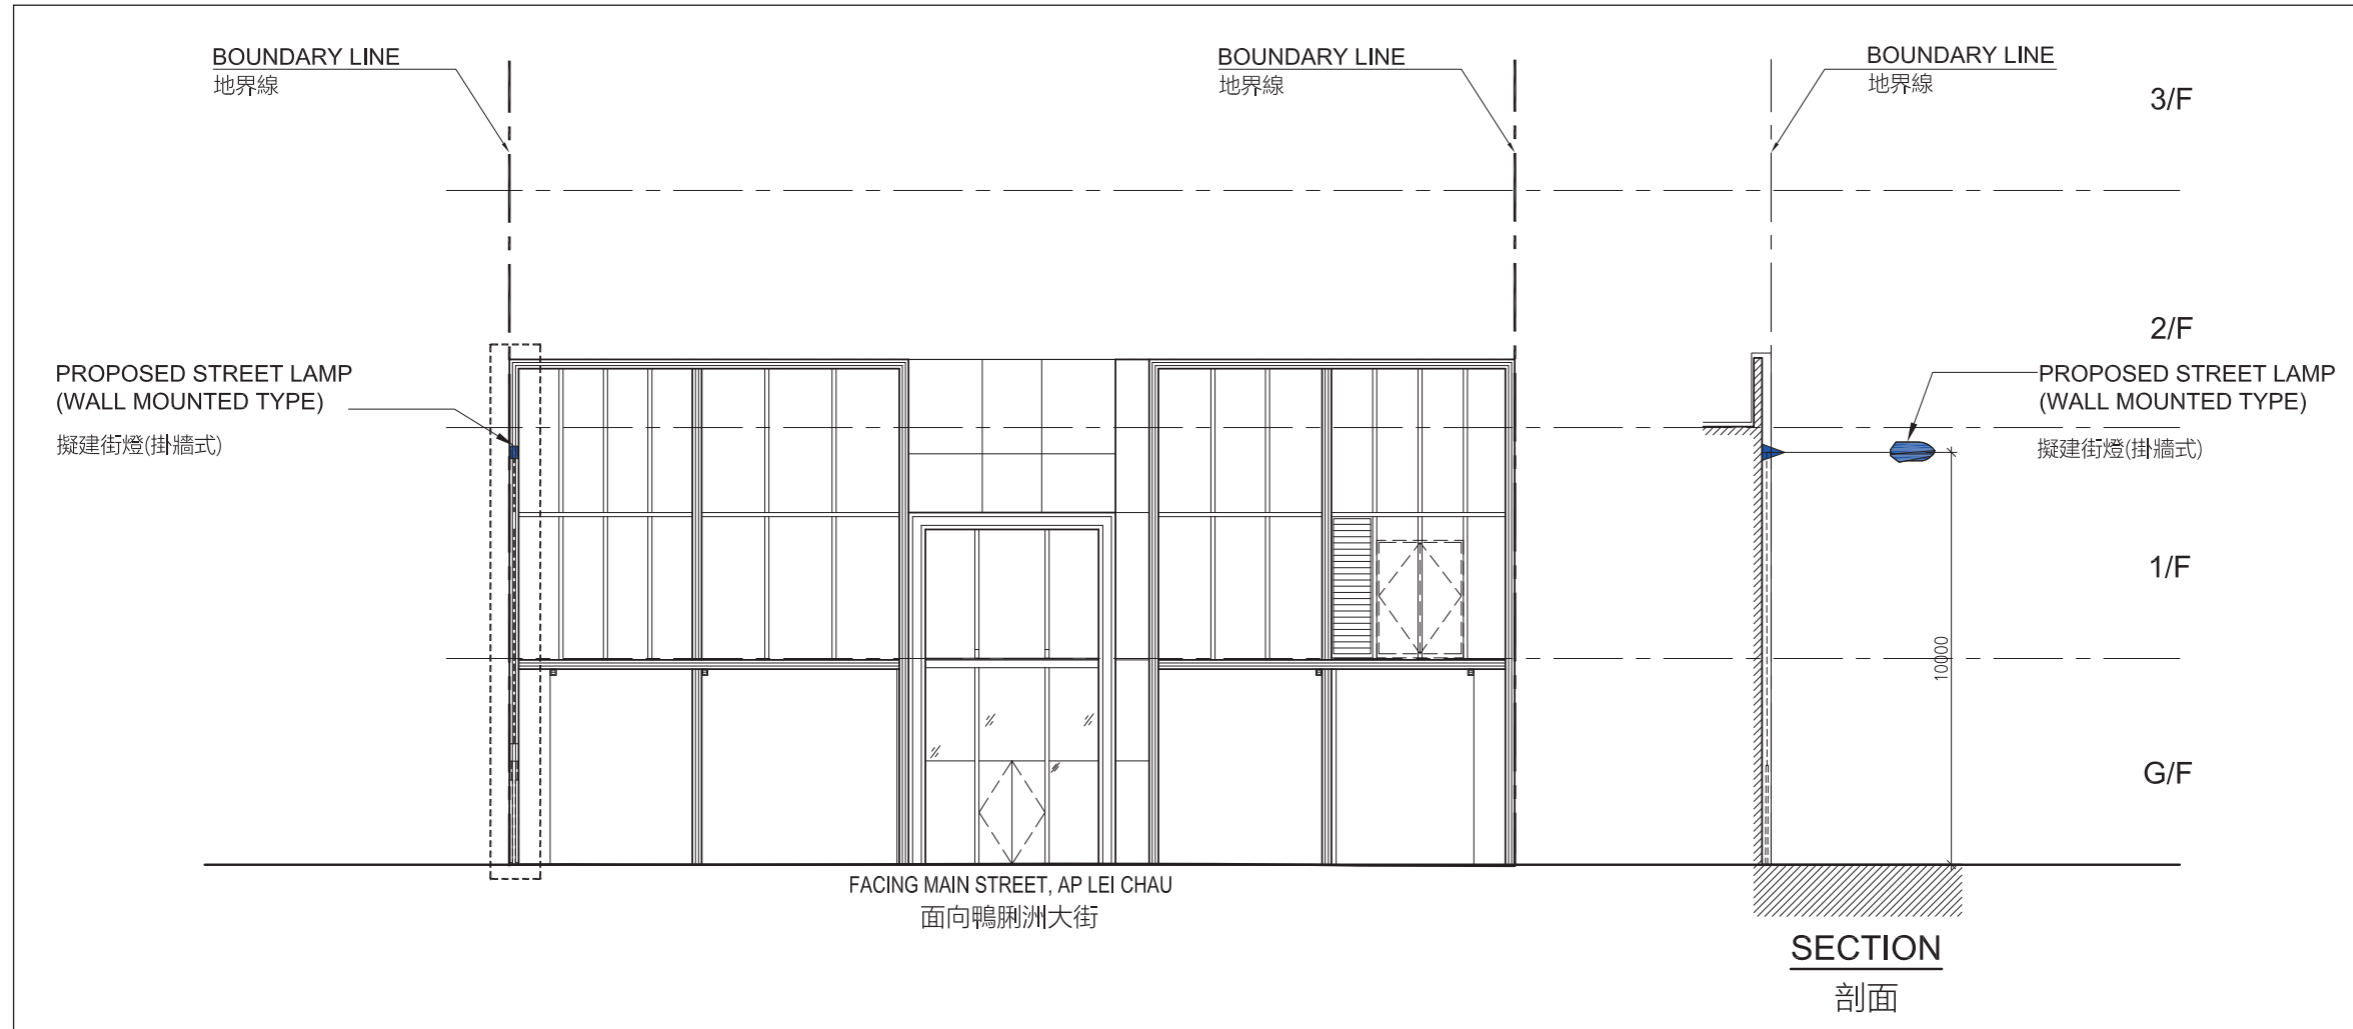 BOUNDARY LINE
地界線
BOUNDARY LINE
地界線
BOUNDARY LINE
地界線
3/F
2/F
PROPOSED STREET LAMP
(WALL MOUNTED TYPE)
擬建街燈(掛牆式)
PROPOSED STREET LAMP
(WALL MOUNTED TYPE)
擬建街燈(掛牆式)
1/F
10000
G/F
FACING MAIN STREET, AP LEI CHAU
面向鴨脷洲大街
SECTION
剖面